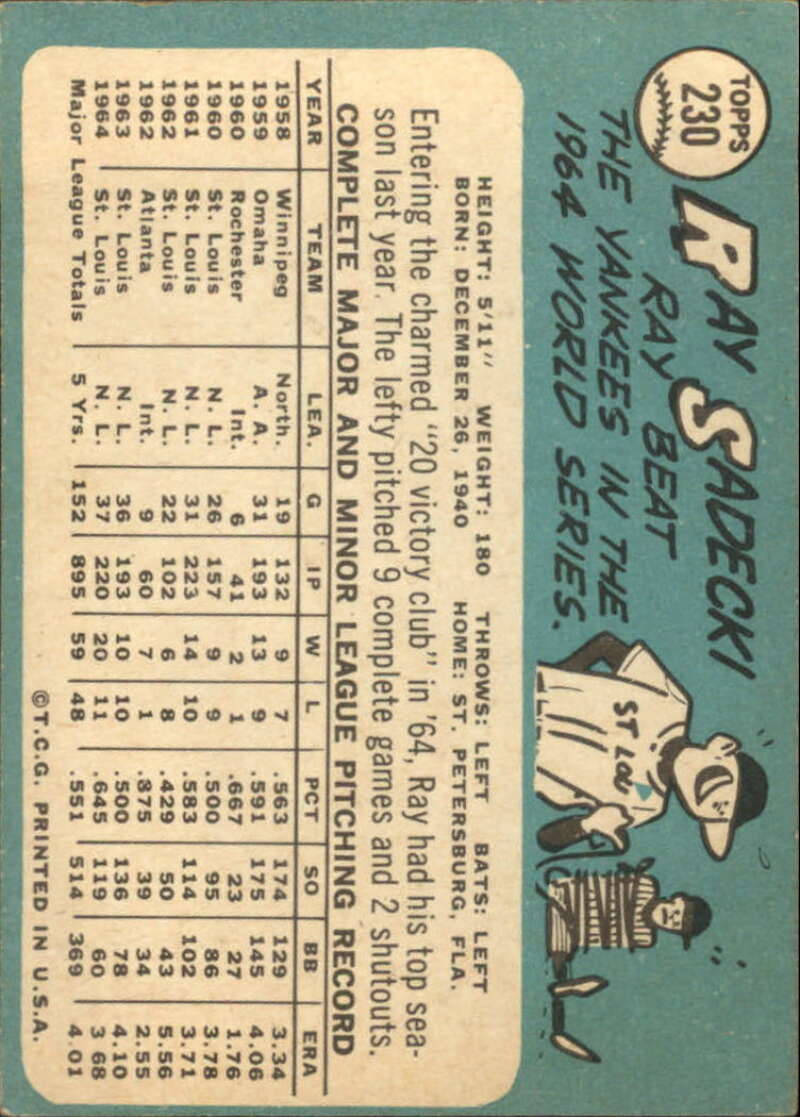 TOPPS
230
RAY SADECKI
RAY BEAT
THE YANKEES IN THE
1964 WORLD SERIES.
ST LOU
HEIGHT: 5'11" WEIGHT: 180 THROWS: LEFT BATS: LEFT
BORN: DECEMBER 26, 1940 HOME: ST. PETERSBURG, FLA.
Entering the charmed "20 victory club" in '64, Ray had his top sea-
son last year. The lefty pitched 9 complete games and 2 shutouts.
COMPLETE MAJOR AND MINOR LEAGUE PITCHING RECORD
YEAR TEAM LEA. G IP W L PCT SO BB ERA
1958 Winnipeg North. 19 132 9 7 .563 174 129 3.34
1959 Omaha A. A. 31 193 13 9 .591 175 145 4.06
1960 Rochester Int. 6 41 2 1 .667 23 27 1.76
1960 St. Louis N. L. 26 157 9 9 .500 95 86 3.78
1961 St. Louis N. L. 31 223 14 10 .583 114 102 3.71
1962 St. Louis N. L. 22 102 6 8 .429 50 43 5.56
1962 Atlanta Int. 9 60 7 1 .875 39 34 2.55
1963 St. Louis N. L. 36 193 10 10 .500 136 78 4.10
1964 St. Louis N. L. 37 220 20 11 .645 119 60 3.68
Major League Totals 5 Yrs. 152 895 59 48 .551 514 369 4.01
©T.C.G. PRINTED IN U.S.A.